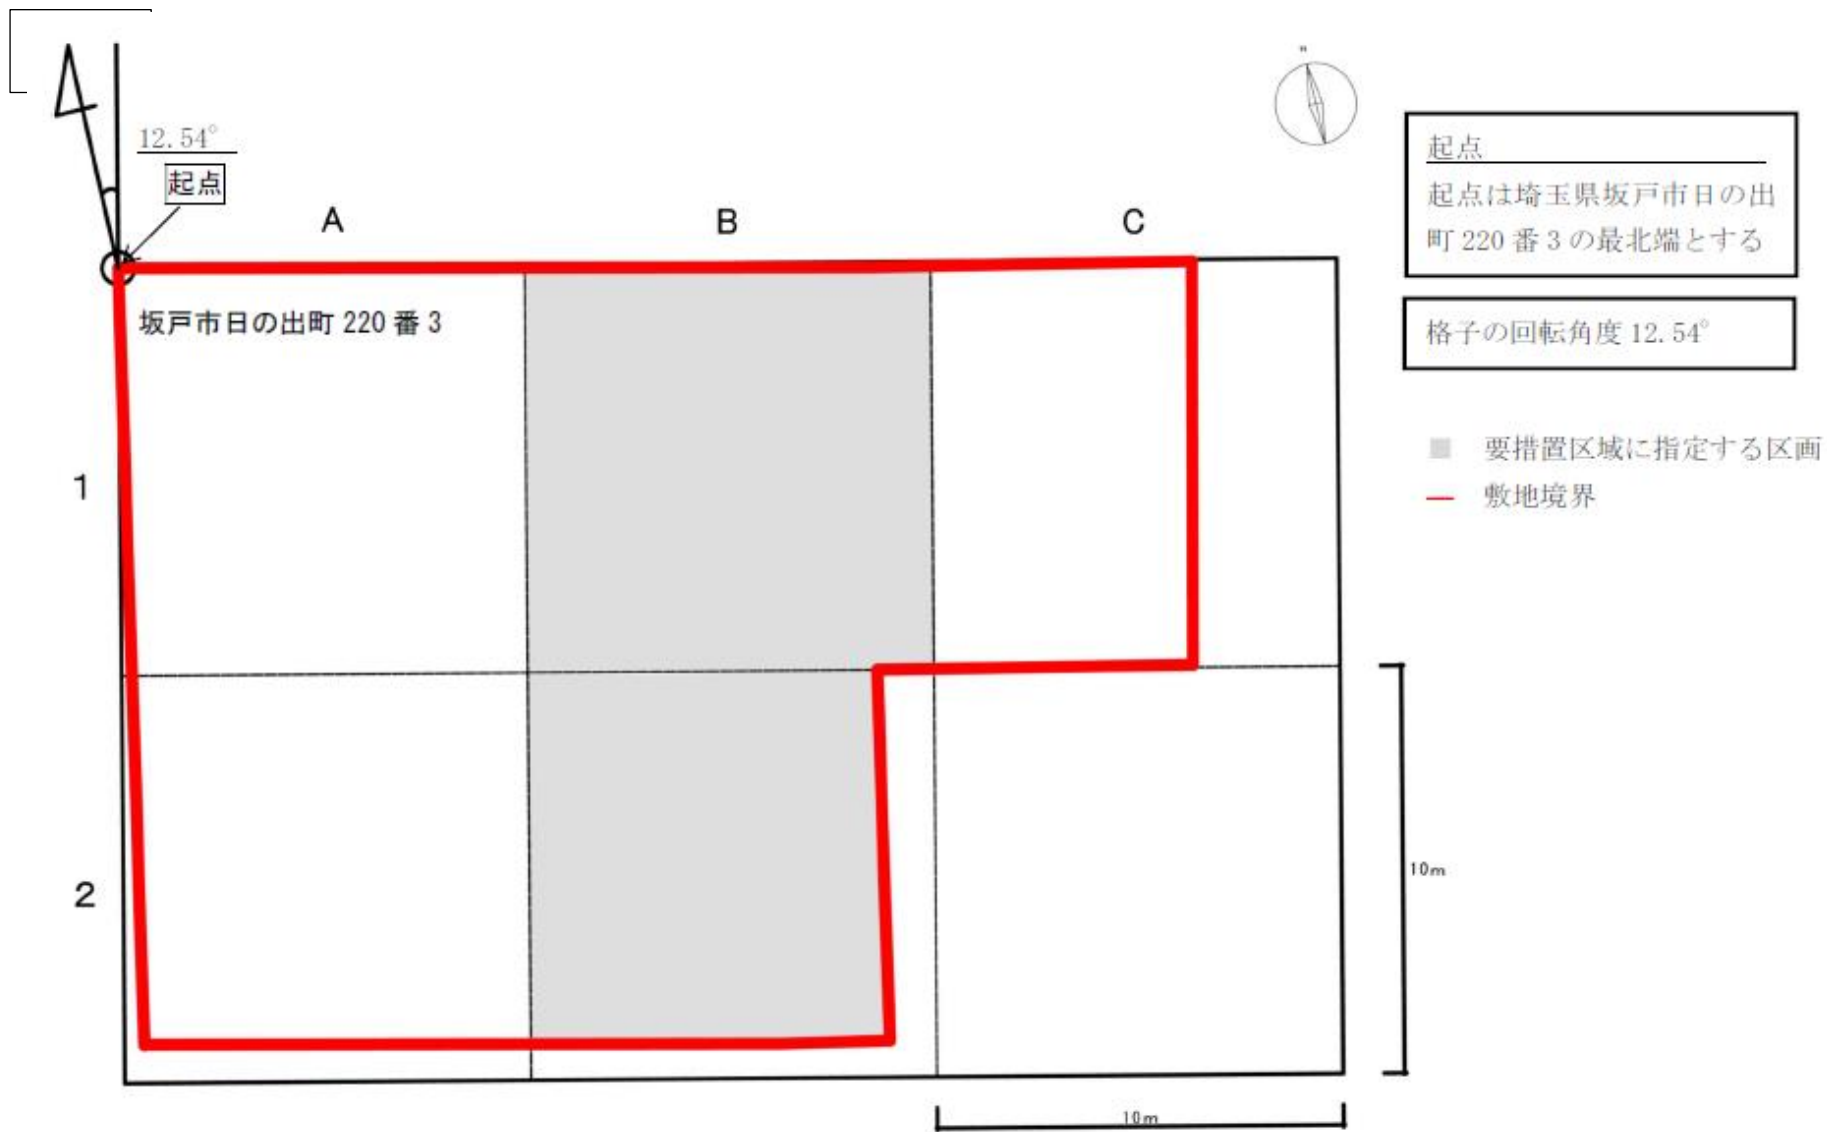 12.54°
起点
A
B
C
坂戸市日の出町 220 番 3
1
2
起点
起点は埼玉県坂戸市日の出
町 220 番 3 の最北端とする
格子の回転角度 12.54°
要措置区域に指定する区画
敷地境界
10m
10m